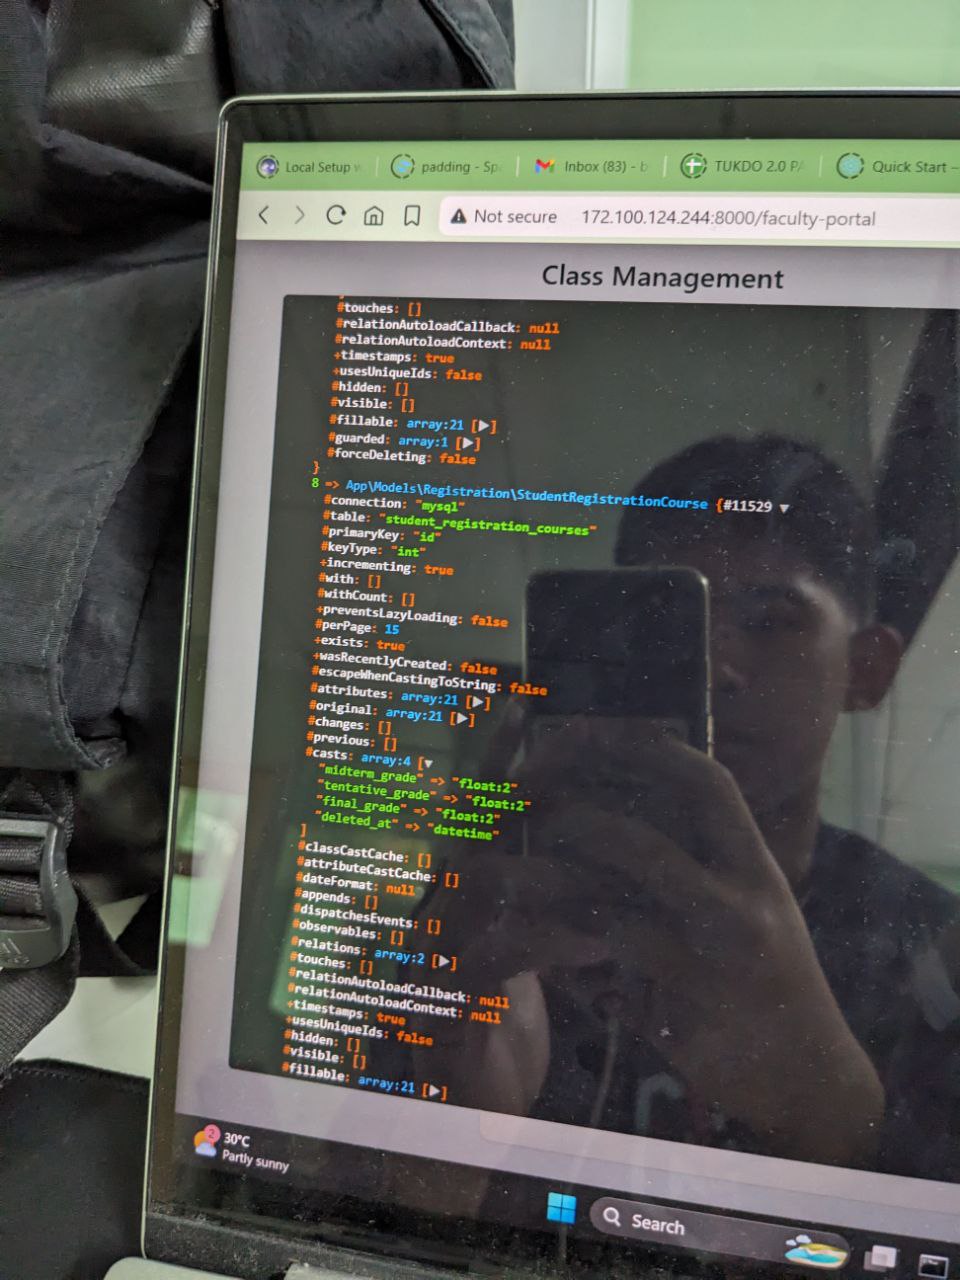 Local Setup w
padding - Spa
Inbox (83) - b
TUKDO 2.0 PA
Quick Start –
Not secure 172.100.124.244:8000/faculty-portal
Class Management
#touches: []
#relationAutoloadCallback: null
#relationAutoloadContext: null
+timestamps: true
+usesUniqueIds: false
#hidden: []
#visible: []
#fillable: array:21 [▶]
#guarded: array:1 [▶]
#forceDeleting: false
}
8 => App\Models\Registration\StudentRegistrationCourse {#11529 ▼
#connection: "mysql"
#table: "student_registration_courses"
#primaryKey: "id"
#keyType: "int"
+incrementing: true
#with: []
#withCount: []
+preventsLazyLoading: false
#perPage: 15
+exists: true
+wasRecentlyCreated: false
#escapeWhenCastingToString: false
#attributes: array:21 [▶]
#original: array:21 [▶]
#changes: []
#previous: []
#casts: array:4 [▼
"midterm_grade" => "float:2"
"tentative_grade" => "float:2"
"final_grade" => "float:2"
"deleted_at" => "datetime"
]
#classCastCache: []
#attributeCastCache: []
#dateFormat: null
#appends: []
#dispatchesEvents: []
#observables: []
#relations: array:2 [▶]
#touches: []
#relationAutoloadCallback: null
#relationAutoloadContext: null
+timestamps: true
+usesUniqueIds: false
#hidden: []
#visible: []
#fillable: array:21 [▶]
2
30°C
Partly sunny
Search